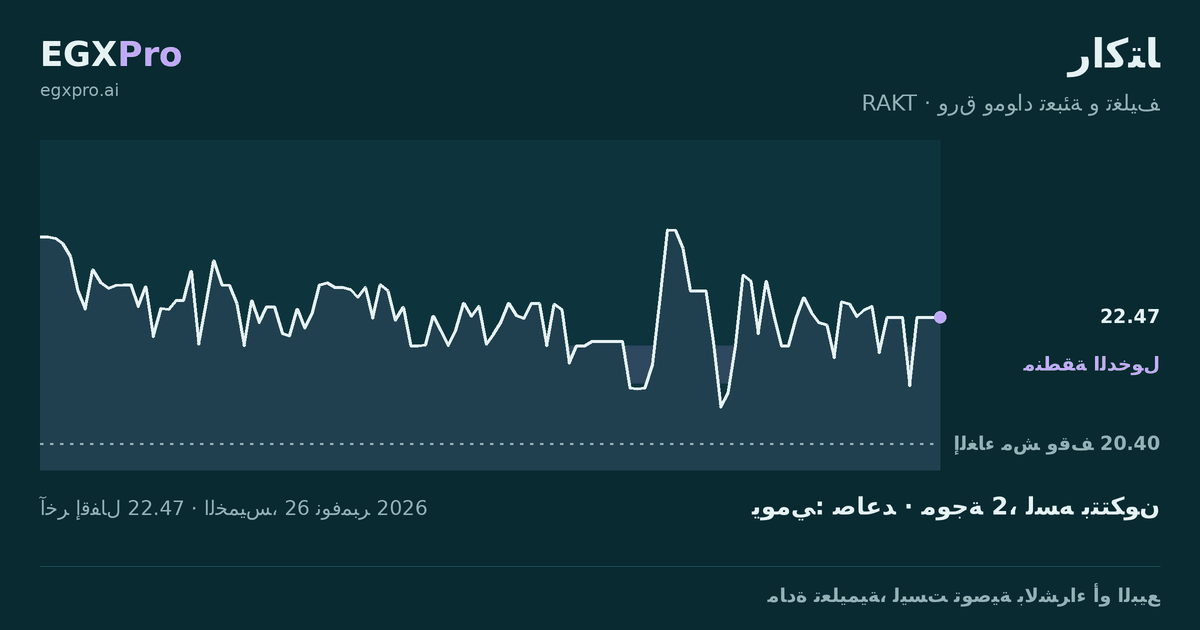 EGXPro
egxpro.ai
راكتا
RAKT · ورق ومواد تعبئة و تغليف
22.47
منطقة الدخول
إلغاء مش وقف 20.40
يومي: صاعد · موجة 2، لسه بتتكون
آخر إقفال 22.47 · الخميس، 26 نوفمبر 2026
مادة تعليمية، ليست توصية بالشراء أو البيع